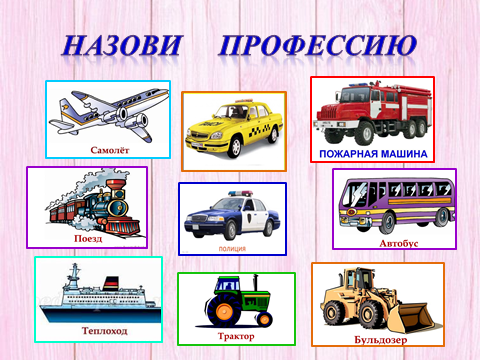 НАЗОВИ ПРОФЕССИЮ
Самолёт
ПОЖАРНАЯ МАШИНА
Поезд
полиция
Автобус
Теплоход
Трактор
Бульдозер